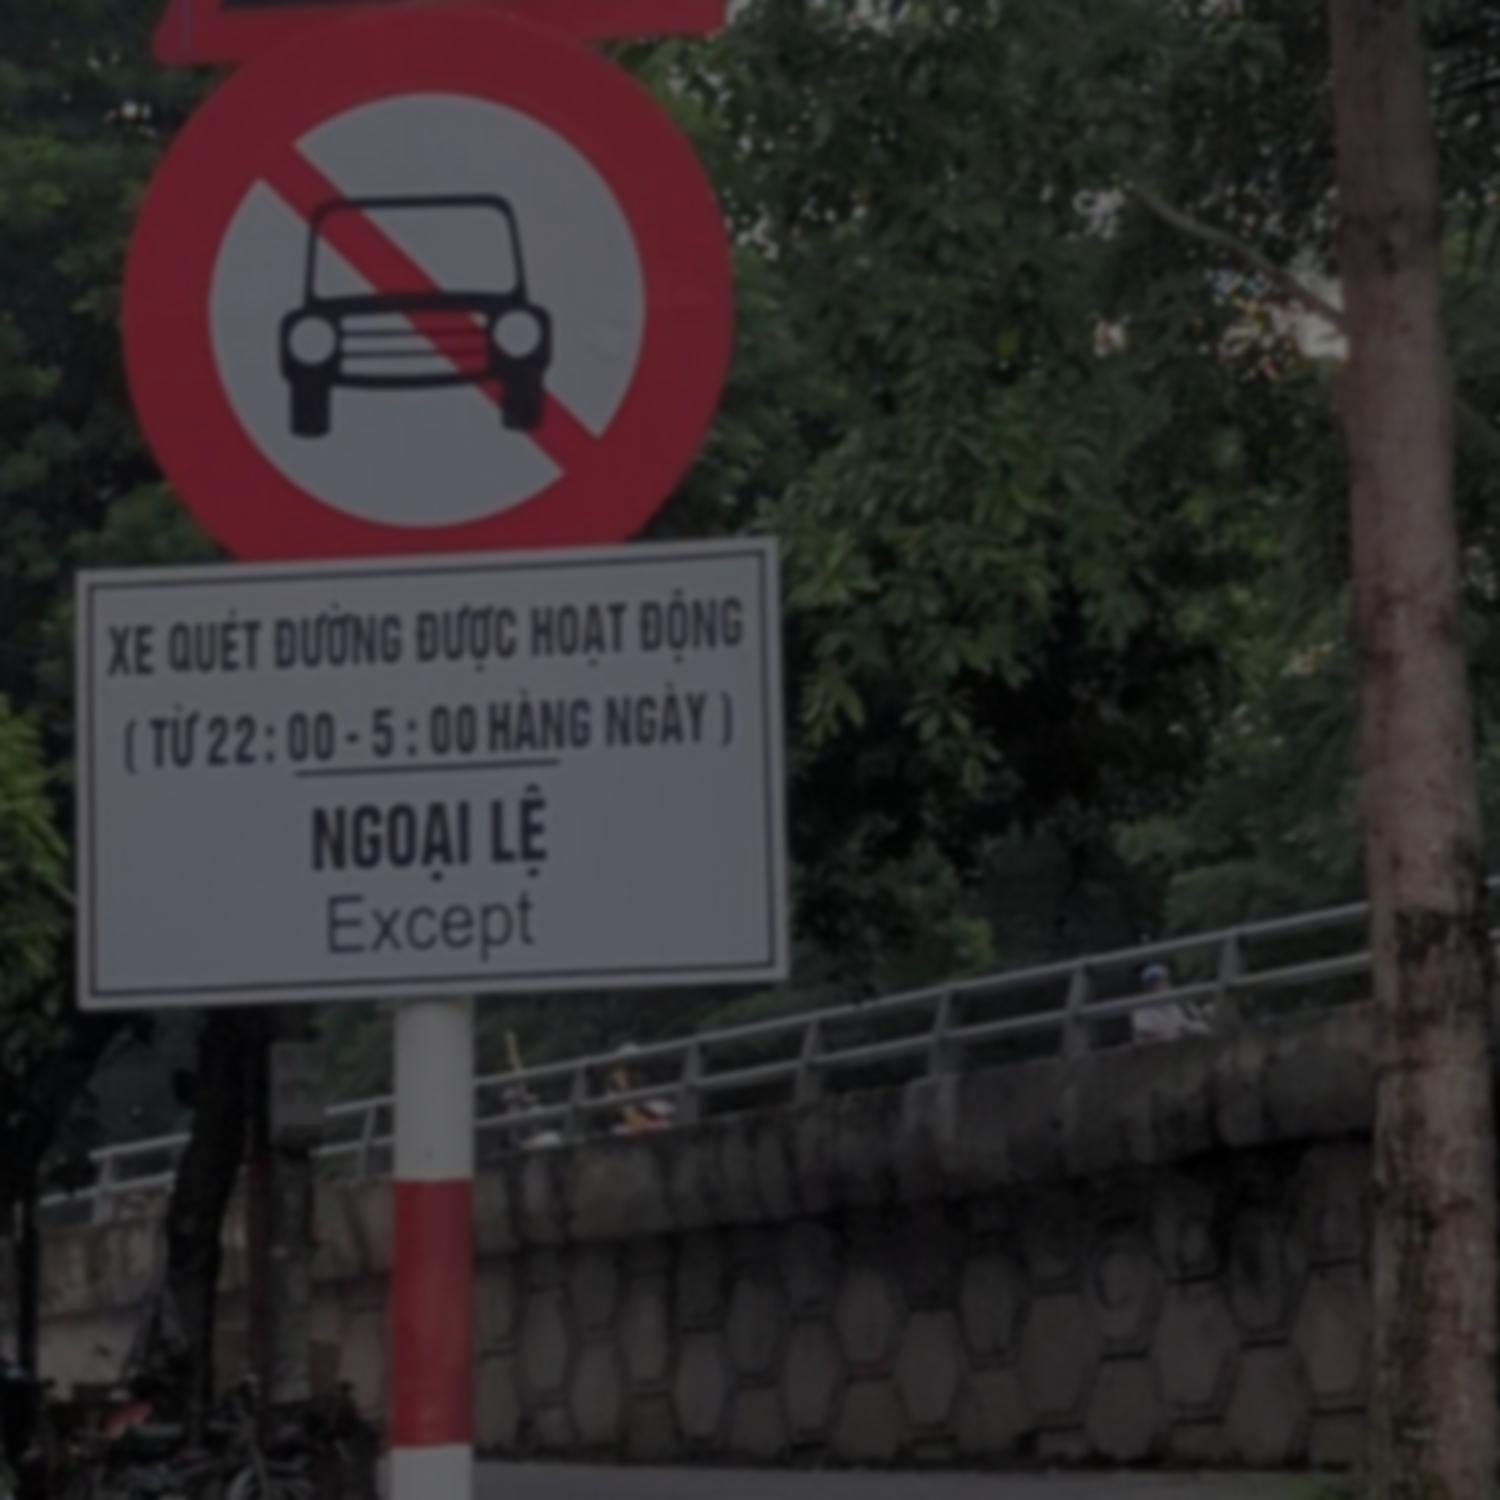 XE QUÉT ĐƯỜNG ĐƯỢC HOẠT ĐỘNG
( TỪ 22 : 00 - 5 : 00 HÀNG NGÀY )
NGOẠI LỆ
Except